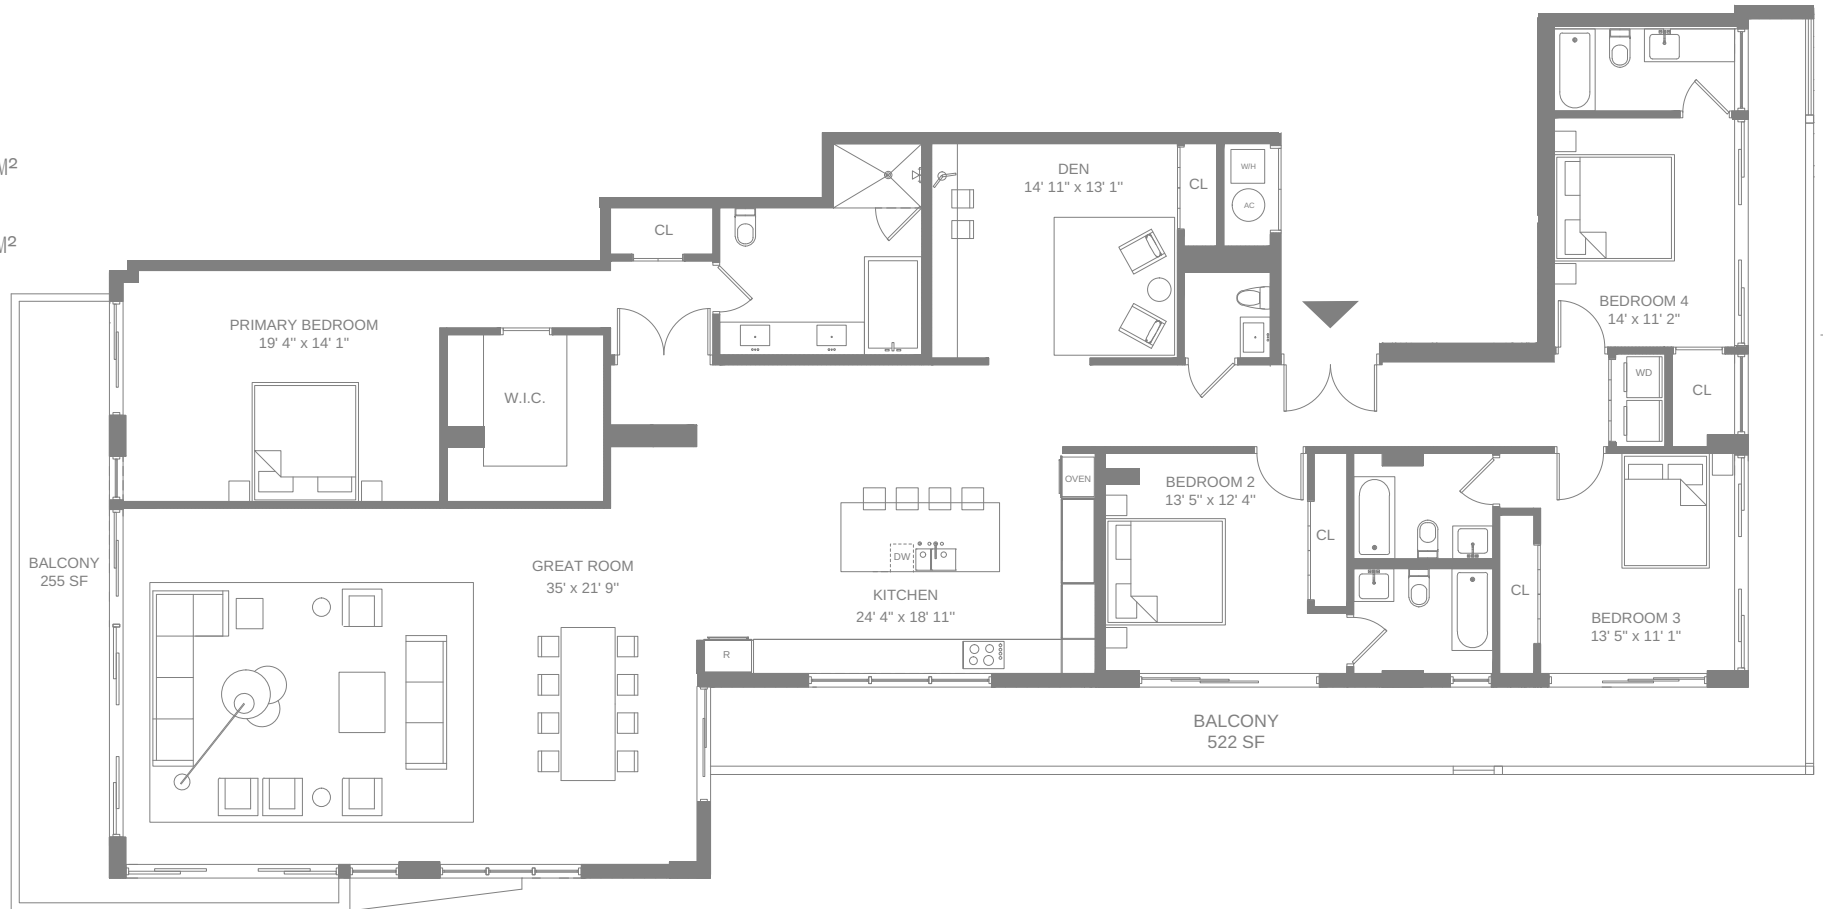 M²
M²
PRIMARY BEDROOM
19' 4" x 14' 1"
CL
W.I.C.
DEN
14' 11" x 13' 1"
CL
W/H
AC
BEDROOM 4
14' x 11' 2"
WD
CL
BALCONY
255 SF
GREAT ROOM
35' x 21' 9"
OVEN
DW
KITCHEN
24' 4" x 18' 11"
R
BEDROOM 2
13' 5" x 12' 4"
CL
CL
BEDROOM 3
13' 5" x 11' 1"
BALCONY
522 SF